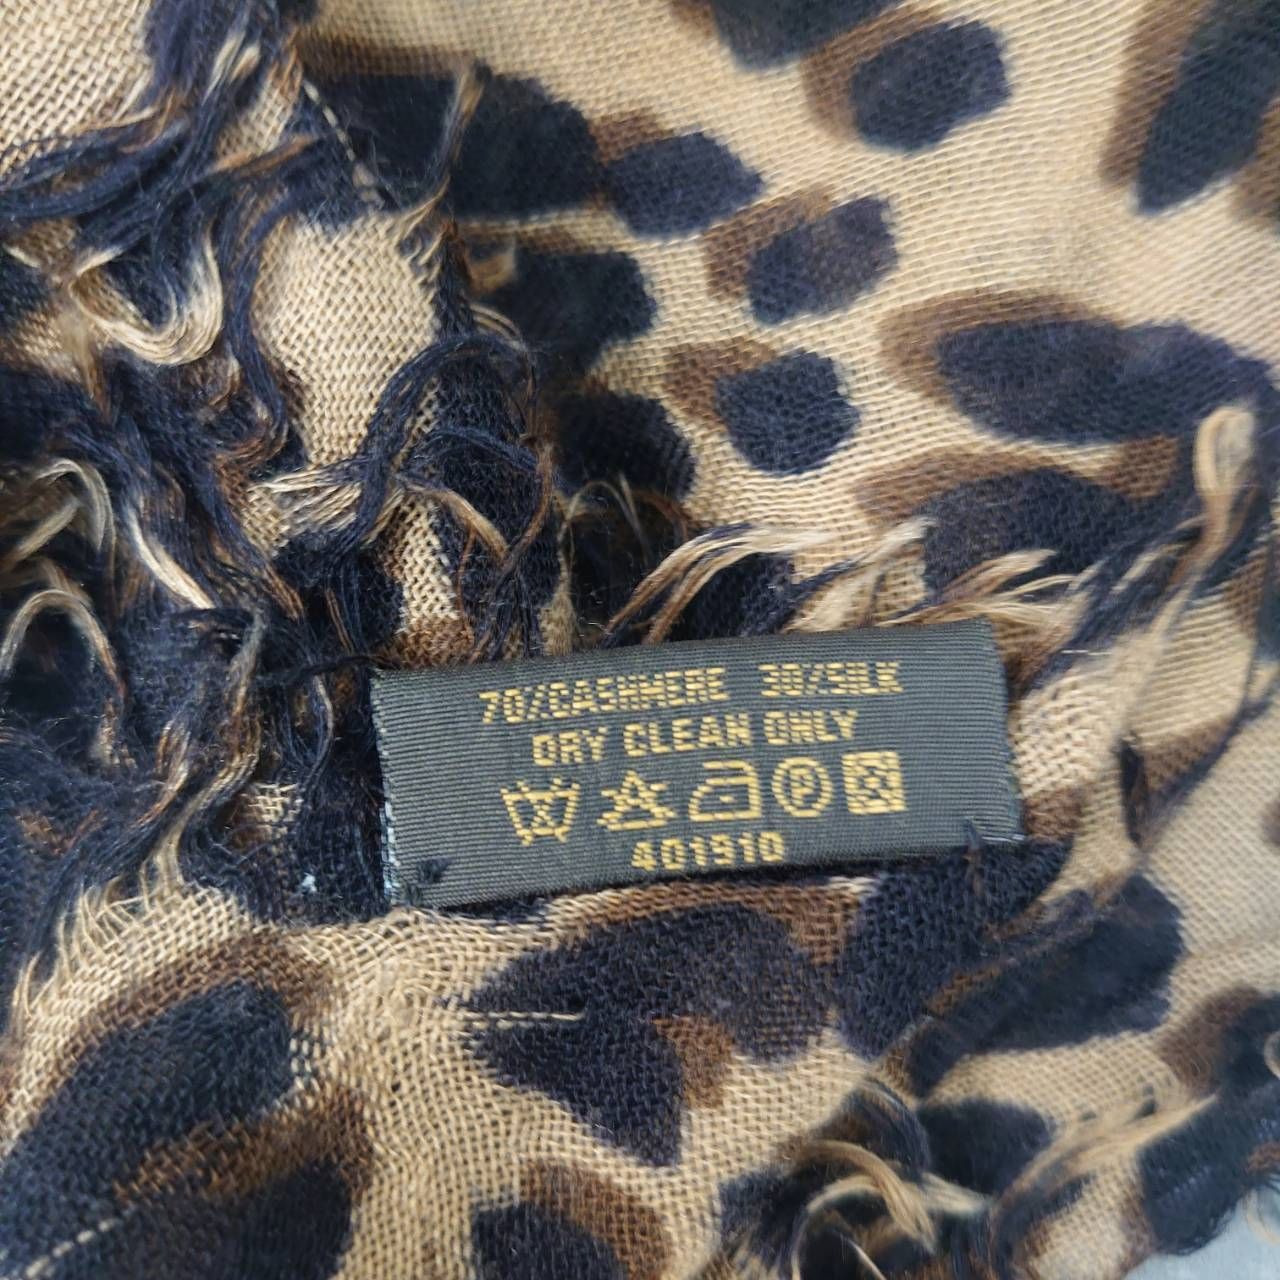 70%CASHMERE 30%SILK
DRY CLEAN ONLY
P
401910